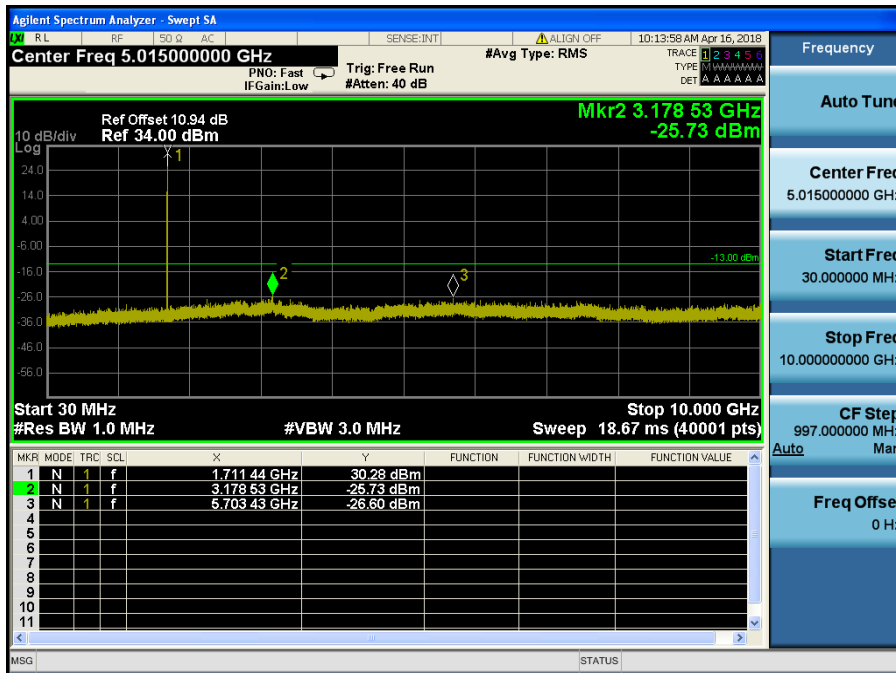 Agilent Spectrum Analyzer - Swept SA
LXI RL RF 50 Ω AC SENSE:INT ALIGN OFF 10:13:58 AM Apr 16, 2018
Center Freq 5.015000000 GHz
PNO: Fast
IFGain:Low
Trig: Free Run
#Atten: 40 dB
#Avg Type: RMS
TRACE 1 2 3 4 5 6
TYPE M WWWWW
DET A A A A A A
Mkr2 3.178 53 GHz
-25.73 dBm
Ref Offset 10.94 dB
10 dB/div Ref 34.00 dBm
Log
24.0
14.0
4.00
-6.00
-16.0
-26.0
-36.0
-46.0
-56.0
1
2
3
-13.00 dBm
Start 30 MHz Stop 10.000 GHz
#Res BW 1.0 MHz #VBW 3.0 MHz Sweep 18.67 ms (40001 pts)
MKR MODE TRC SCL X Y FUNCTION FUNCTION WIDTH FUNCTION VALUE
1 N 1 f 1.711 44 GHz 30.28 dBm
2 N 1 f 3.178 53 GHz -25.73 dBm
3 N 1 f 5.703 43 GHz -26.60 dBm
4
5
6
7
8
9
10
11
MSG STATUS
Frequency
Auto Tune
Center Freq
5.015000000 GHz
Start Freq
30.000000 MHz
Stop Freq
10.000000000 GHz
CF Step
997.000000 MHz
Auto Man
Freq Offset
0 Hz